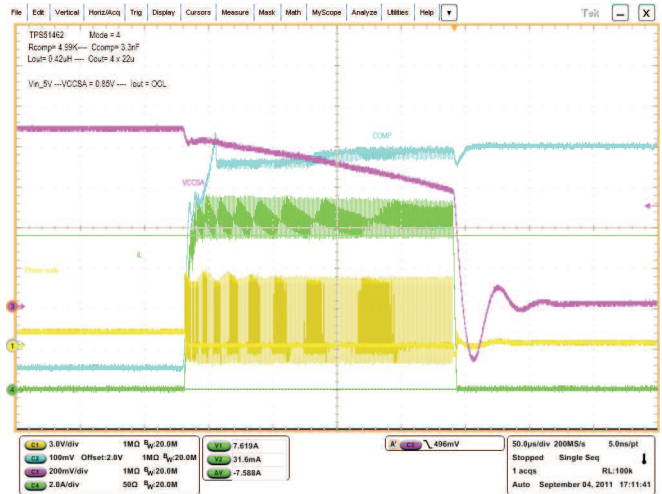 File Edit Vertical Horiz/Acq Trig Display Cursors Measure Mask Math MyScope Analyze Utilities Help Tek
TPS51462 Mode = 4
Rcomp= 4.99K---- Ccomp= 3.3nF
Lout= 0.42uH ---- Cout= 4 x 22u
Vin_5V ---VCCSA = 0.85V ---- Iout = OCL
COMP
VCCSA
iL
Phase node
3
1
4
C1 3.0V/div 1MΩ BW:20.0M
C2 100mV Offset:2.0V 1MΩ BW:20.0M
C3 200mV/div 1MΩ BW:20.0M
C4 2.0A/div 50Ω BW:20.0M
V1 7.619A
V2 31.6mA
ΔV -7.588A
A' C3 496mV
50.0µs/div 200MS/s 5.0ns/pt
Stopped Single Seq
1 acqs RL:100k
Auto September 04, 2011 17:11:41